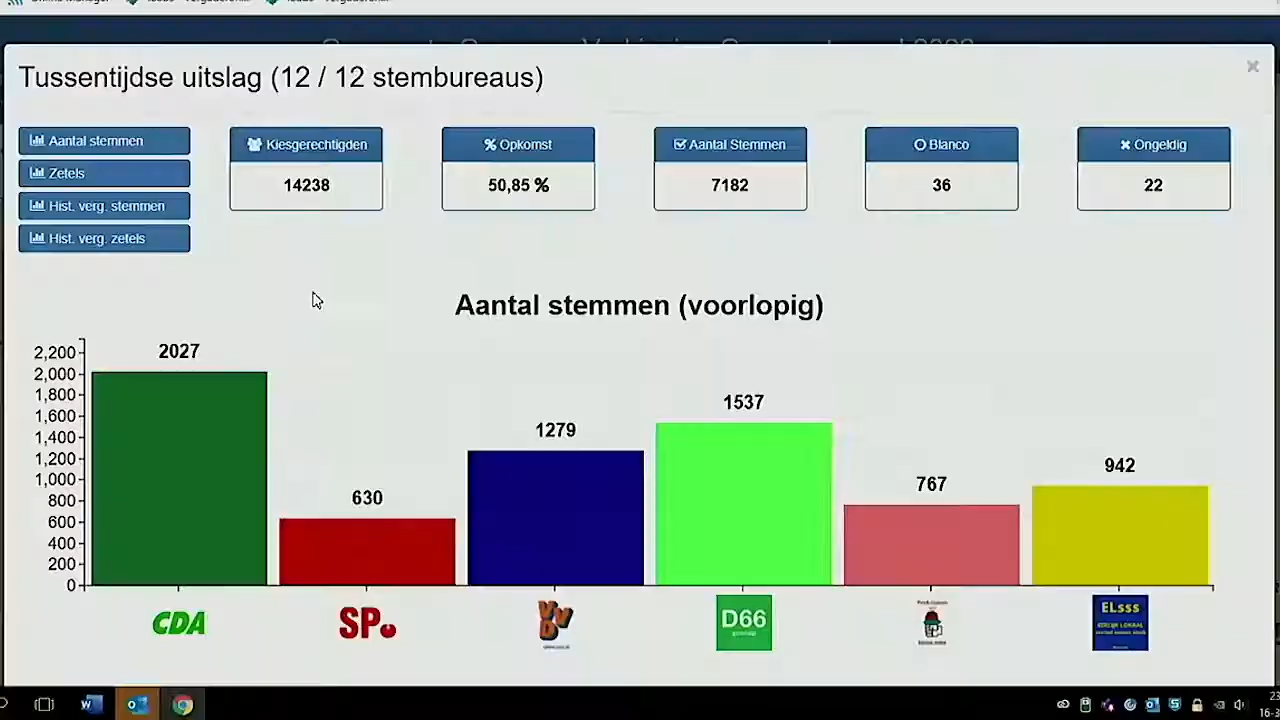 Tussentijdse uitslag (12 / 12 stembureaus)
×
Aantal stemmen
Zetels
Hist. verg. stemmen
Hist. verg. zetels
Kiesgerechtigden
14238
% Opkomst
50,85 %
Aantal Stemmen
7182
Blanco
36
Ongeldig
22
Aantal stemmen (voorlopig)
2,200
2,000
1,800
1,600
1,400
1,200
1,000
800
600
400
200
0
2027
630
1279
1537
767
942
CDA
SP
VVD
D66
ELsss